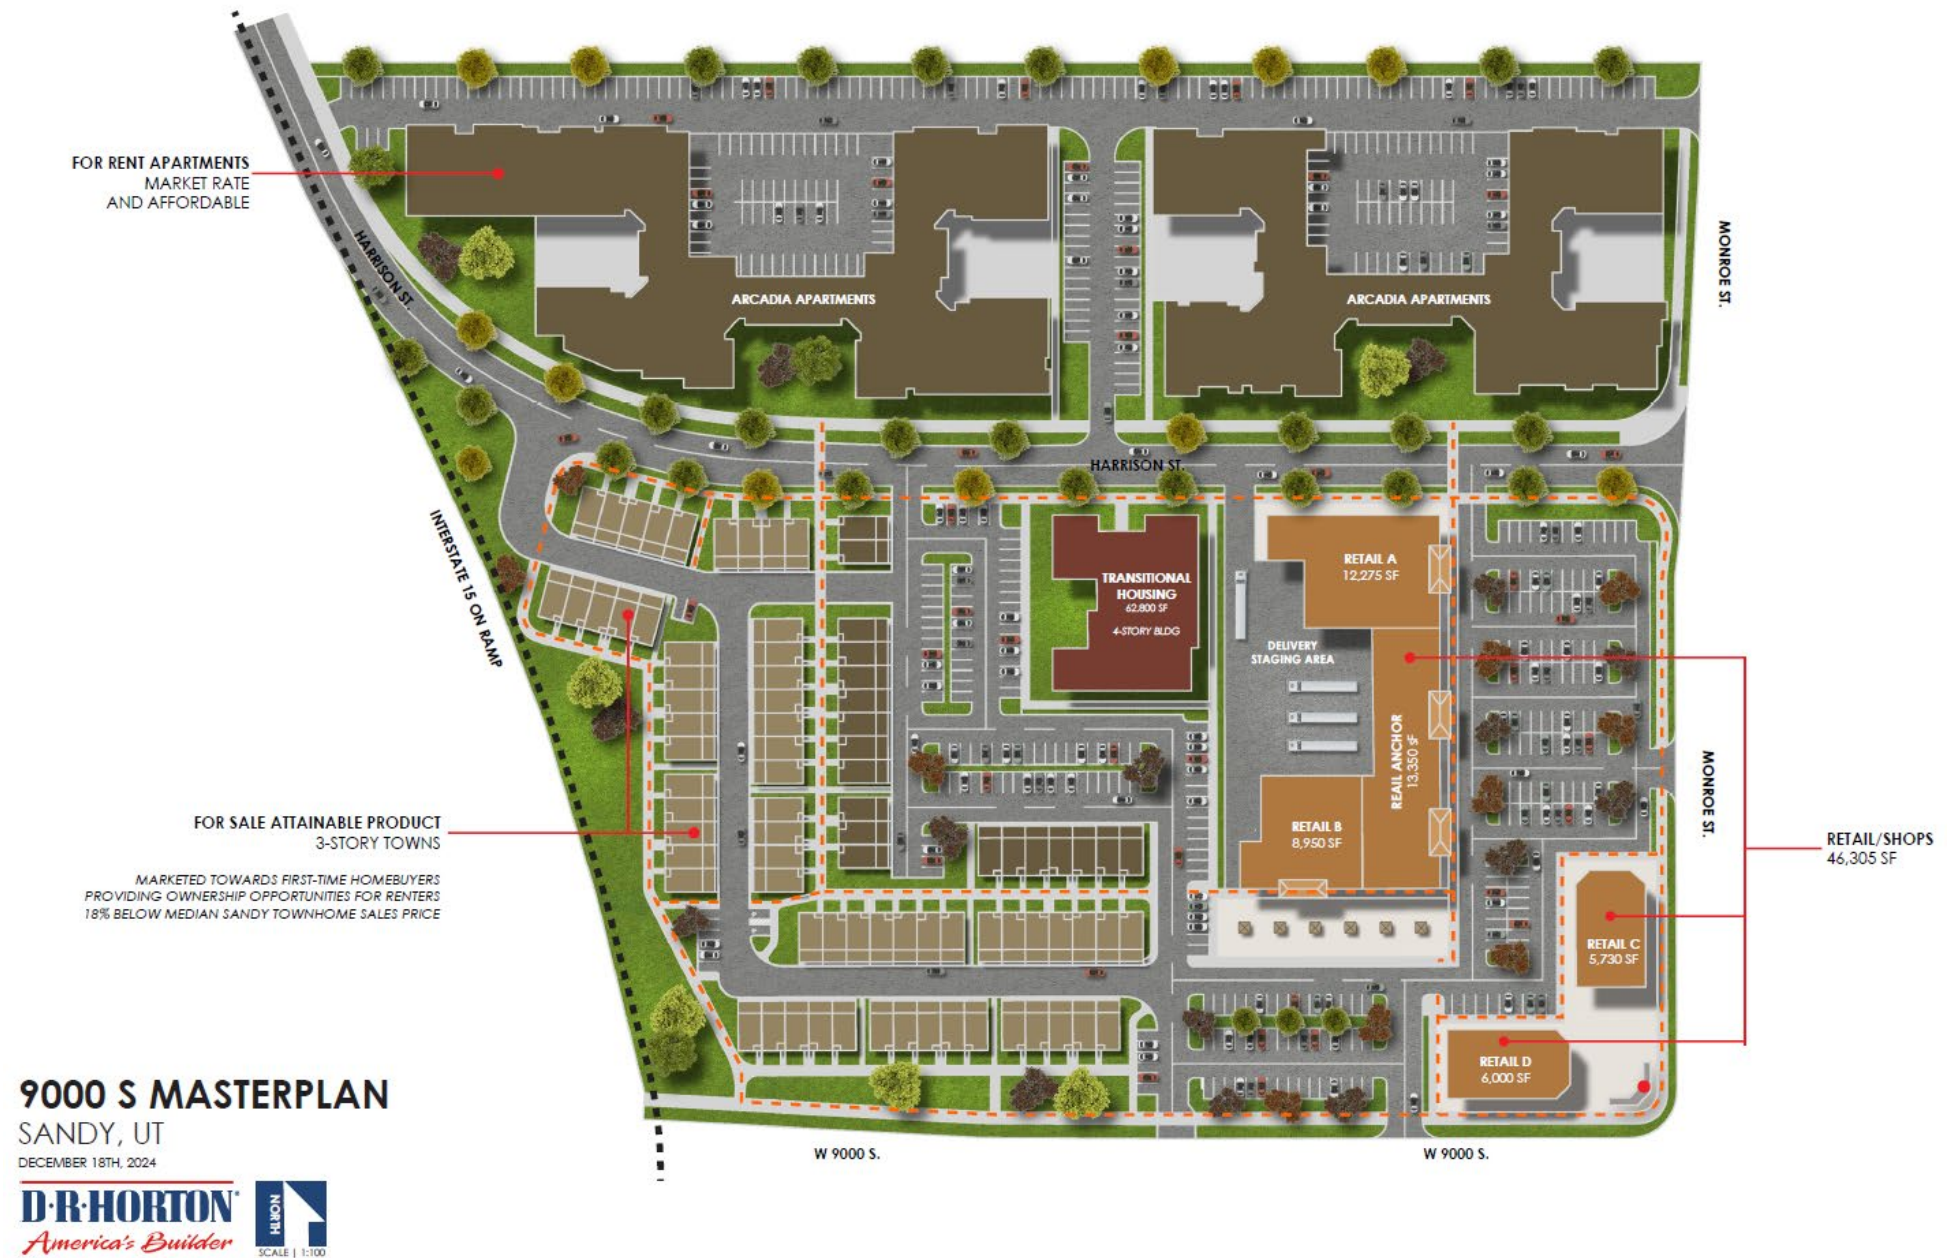 FOR RENT APARTMENTS
MARKET RATE
AND AFFORDABLE
HARRISON ST.
ARCADIA APARTMENTS
ARCADIA APARTMENTS
MONROE ST.
HARRISON ST.
INTERSTATE 15 ON RAMP
TRANSITIONAL
HOUSING
62,800 SF
4-STORY BLDG
RETAIL A
12,275 SF
DELIVERY
STAGING AREA
REAIL ANCHOR
13,350 SF
RETAIL B
8,950 SF
MONROE ST.
FOR SALE ATTAINABLE PRODUCT
3-STORY TOWNS
MARKETED TOWARDS FIRST-TIME HOMEBUYERS
PROVIDING OWNERSHIP OPPORTUNITIES FOR RENTERS
18% BELOW MEDIAN SANDY TOWNHOME SALES PRICE
RETAIL/SHOPS
46,305 SF
RETAIL C
5,730 SF
RETAIL D
6,000 SF
W 9000 S.
W 9000 S.
9000 S MASTERPLAN
SANDY, UT
DECEMBER 18TH, 2024
D·R·HORTON®
America's Builder
NORTH
SCALE | 1:100